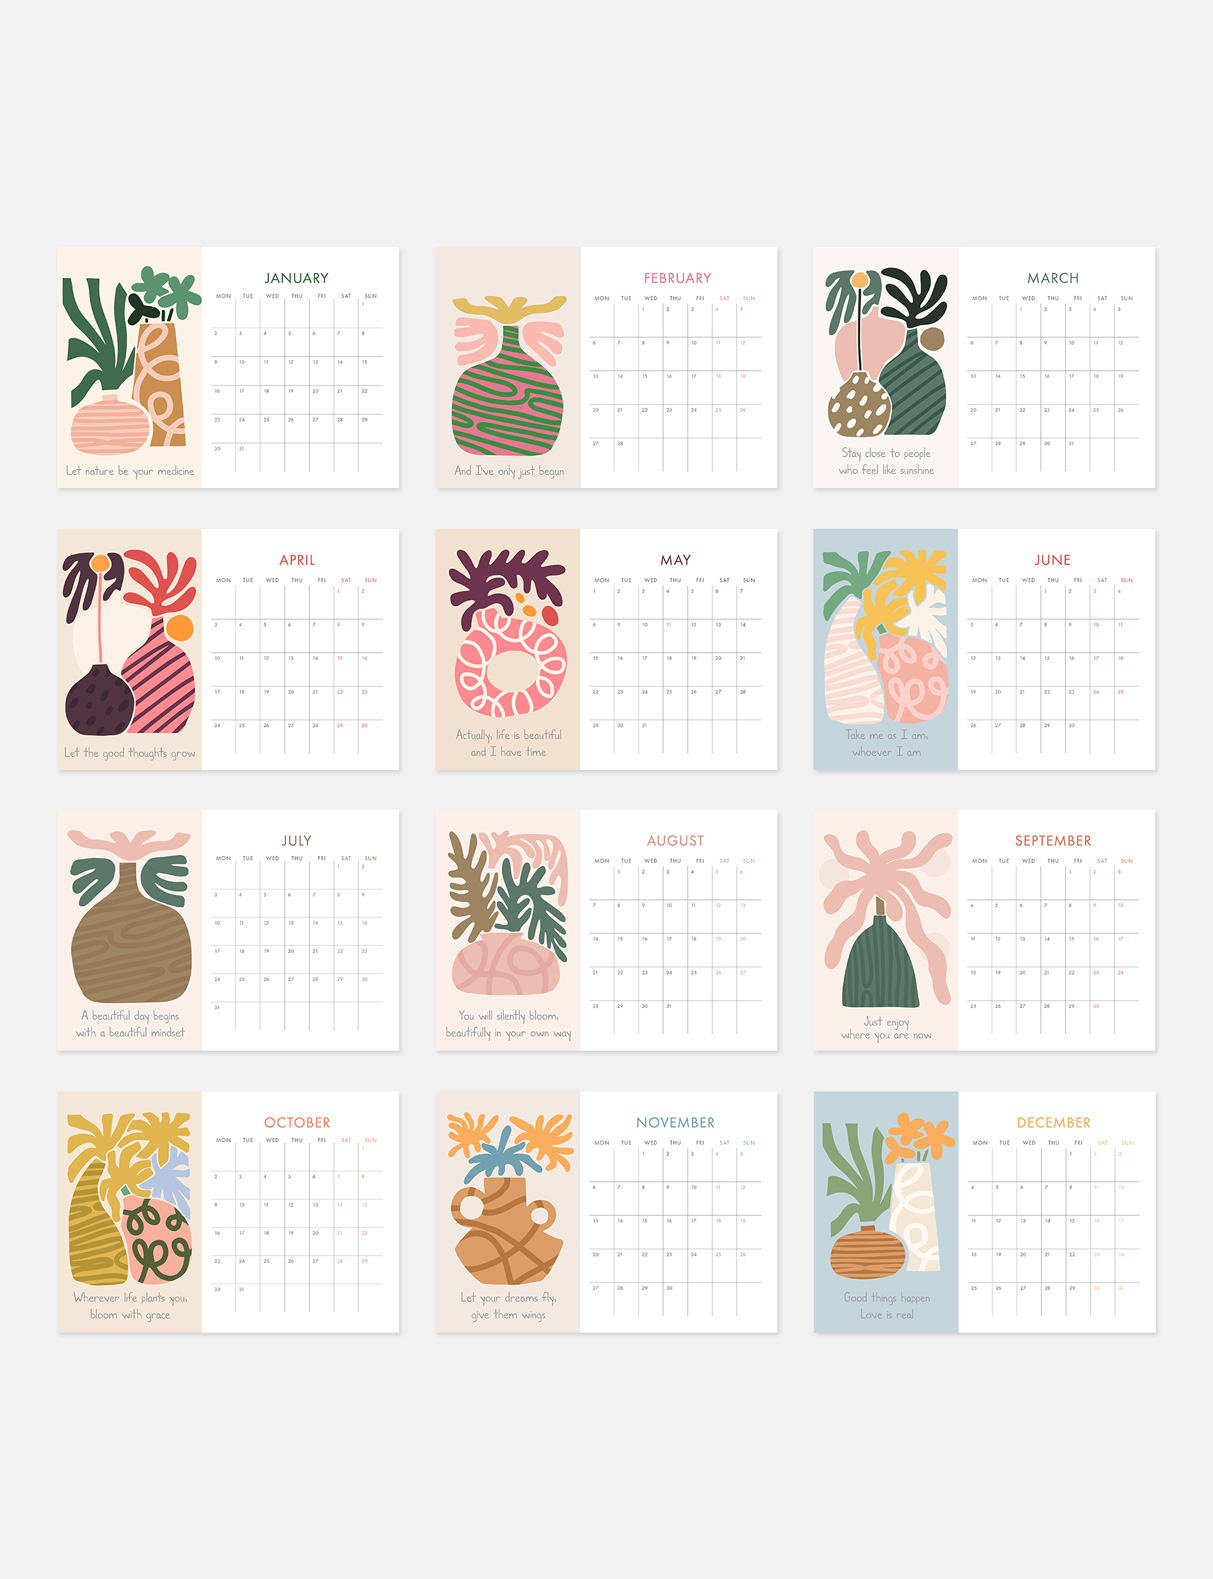 JANUARY
MON TUE WED THU FRI SAT SUN
1
2 3 4 5 6 7 8
9 10 11 12 13 14 15
16 17 18 19 20 21 22
23 24 25 26 27 28 29
30 31
Let nature be your medicine
FEBRUARY
MON TUE WED THU FRI SAT SUN
1 2 3 4 5
6 7 8 9 10 11 12
13 14 15 16 17 18 19
20 21 22 23 24 25 26
27 28
And I've only just begun
MARCH
MON TUE WED THU FRI SAT SUN
1 2 3 4 5
6 7 8 9 10 11 12
13 14 15 16 17 18 19
20 21 22 23 24 25 26
27 28 29 30 31
Stay close to people
who feel like sunshine
APRIL
MON TUE WED THU FRI SAT SUN
1 2
3 4 5 6 7 8 9
10 11 12 13 14 15 16
17 18 19 20 21 22 23
24 25 26 27 28 29 30
Let the good thoughts grow
MAY
MON TUE WED THU FRI SAT SUN
1 2 3 4 5 6 7
8 9 10 11 12 13 14
15 16 17 18 19 20 21
22 23 24 25 26 27 28
29 30 31
Actually, life is beautiful
and I have time
JUNE
MON TUE WED THU FRI SAT SUN
1 2 3 4
5 6 7 8 9 10 11
12 13 14 15 16 17 18
19 20 21 22 23 24 25
26 27 28 29 30
Take me as I am,
whoever I am
JULY
MON TUE WED THU FRI SAT SUN
1 2
3 4 5 6 7 8 9
10 11 12 13 14 15 16
17 18 19 20 21 22 23
24 25 26 27 28 29 30
31
A beautiful day begins
with a beautiful mindset
AUGUST
MON TUE WED THU FRI SAT SUN
1 2 3 4 5 6
7 8 9 10 11 12 13
14 15 16 17 18 19 20
21 22 23 24 25 26 27
28 29 30 31
You will silently bloom,
beautifully in your own way
SEPTEMBER
MON TUE WED THU FRI SAT SUN
1 2 3
4 5 6 7 8 9 10
11 12 13 14 15 16 17
18 19 20 21 22 23 24
25 26 27 28 29 30
Just enjoy
where you are now
OCTOBER
MON TUE WED THU FRI SAT SUN
2 3 4 5 6 7 8
9 10 11 12 13 14 15
16 17 18 19 20 21 22
23 24 25 26 27 28 29
30 31
Wherever life plants you,
bloom with grace
NOVEMBER
MON TUE WED THU FRI SAT SUN
1 2 3 4 5
6 7 8 9 10 11 12
13 14 15 16 17 18 19
20 21 22 23 24 25 26
27 28 29 30
Let your dreams fly,
give them wings
DECEMBER
MON TUE WED THU FRI SAT SUN
1 2 3
4 5 6 7 8 9 10
11 12 13 14 15 16 17
18 19 20 21 22 23 24
25 26 27 28 29 30 31
Good things happen
Love is real